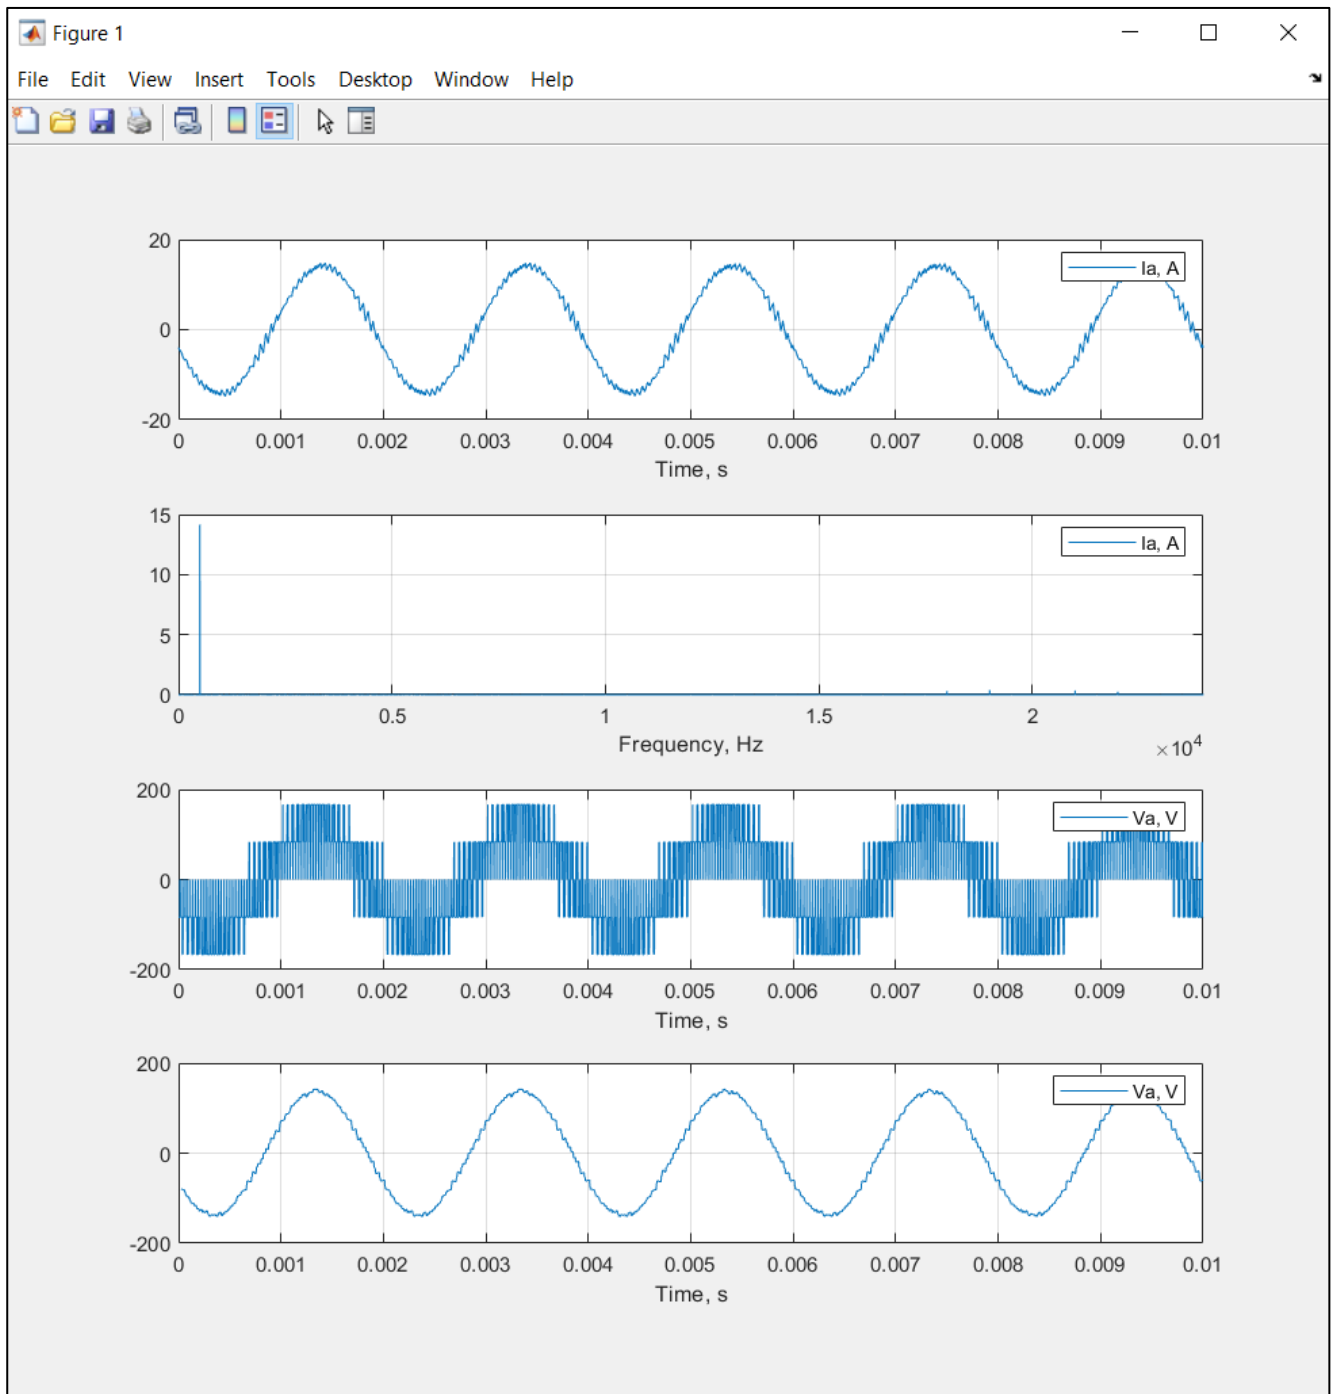 Figure 1
File Edit View Insert Tools Desktop Window Help
20
0
-20
Ia, A
0 0.001 0.002 0.003 0.004 0.005 0.006 0.007 0.008 0.009 0.01
Time, s
15
10
5
0
Ia, A
0 0.5 1 1.5 2
Frequency, Hz
×10⁴
200
0
-200
Va, V
0 0.001 0.002 0.003 0.004 0.005 0.006 0.007 0.008 0.009 0.01
Time, s
200
0
-200
Va, V
0 0.001 0.002 0.003 0.004 0.005 0.006 0.007 0.008 0.009 0.01
Time, s